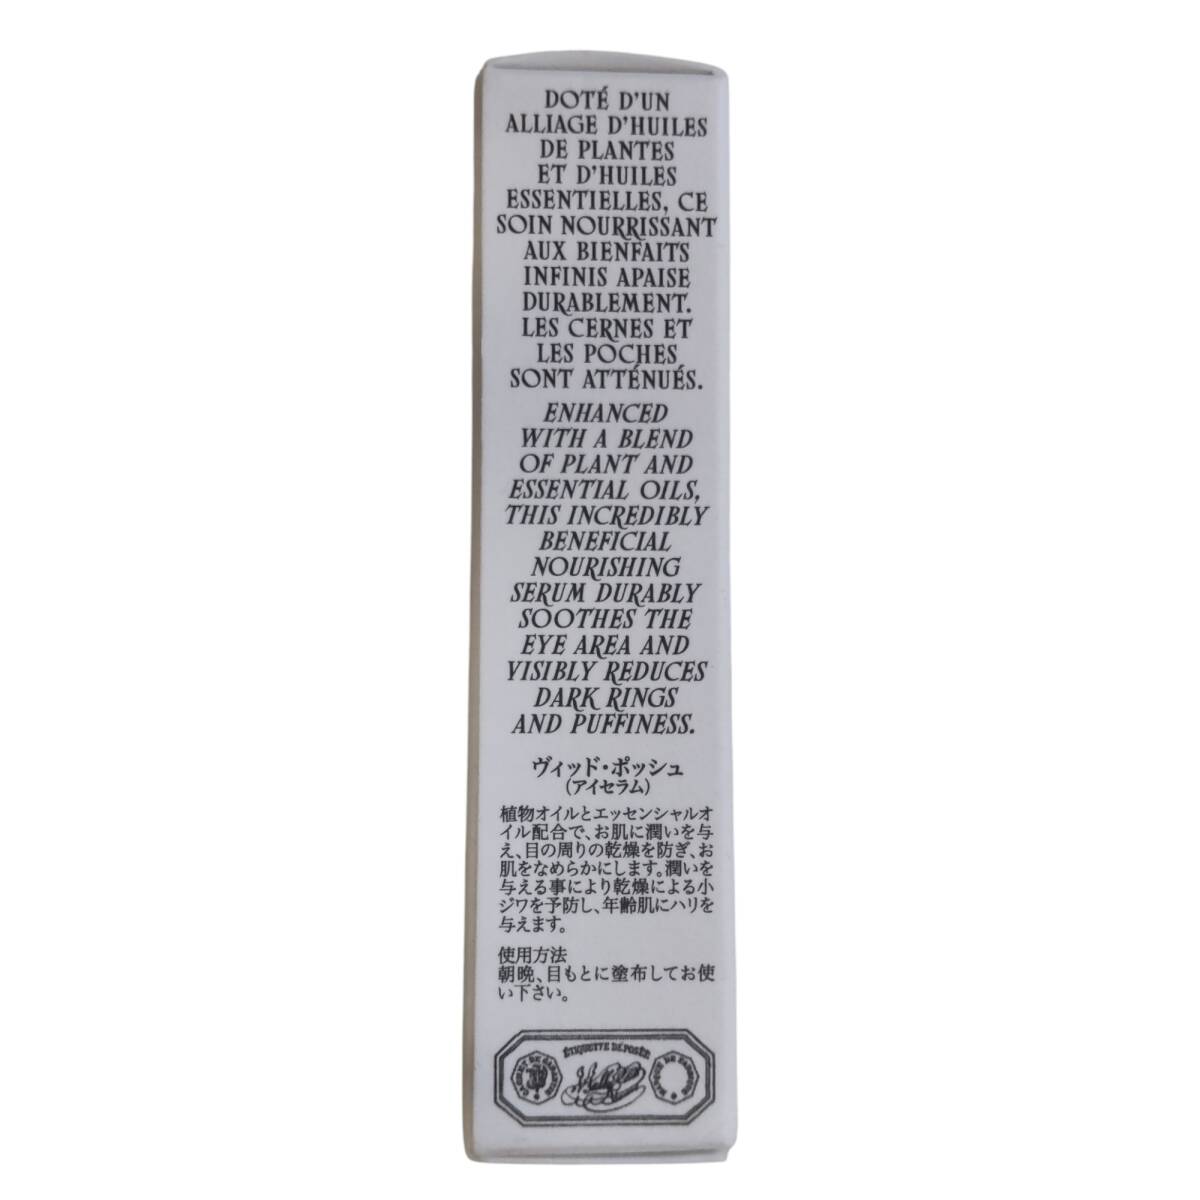 DOTÉ D'UN
ALLIAGE D'HUILES
DE PLANTES
ET D'HUILES
ESSENTIELLES, CE
SOIN NOURRISSANT
AUX BIENFAITS
INFINIS APAISE
DURABLEMENT.
LES CERNES ET
LES POCHES
SONT ATTÉNUÉS.
ENHANCED
WITH A BLEND
OF PLANT AND
ESSENTIAL OILS,
THIS INCREDIBLY
BENEFICIAL
NOURISHING
SERUM DURABLY
SOOTHES THE
EYE AREA AND
VISIBLY REDUCES
DARK RINGS
AND PUFFINESS.
ヴィッド・ポッシュ
(アイセラム)
植物オイルとエッセンシャルオ
イル配合で、お肌に潤いを与
え、目の周りの乾燥を防ぎ、お
肌をなめらかにします。潤いを
与える事により乾燥による小
ジワを予防し、年齢肌にハリを
与えます。
使用方法
朝晩、目もとに塗布してお使
い下さい。
ÉTIQUETTE DÉPOSÉE